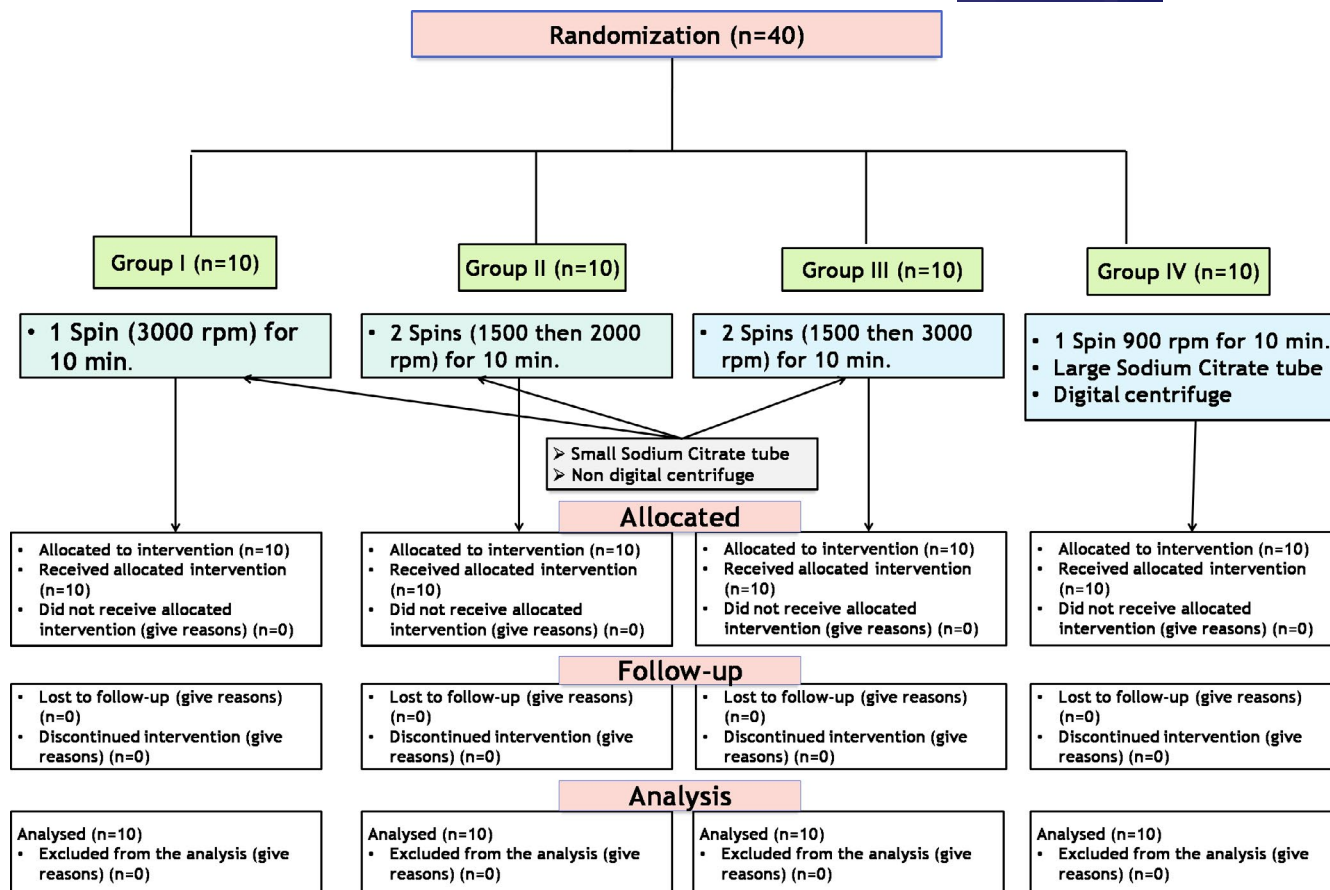 Randomization (n=40)
Group I (n=10)
Group II (n=10)
Group III (n=10)
Group IV (n=10)
• 1 Spin (3000 rpm) for
10 min.
• 2 Spins (1500 then 2000
rpm) for 10 min.
• 2 Spins (1500 then 3000
rpm) for 10 min.
• 1 Spin 900 rpm for 10 min.
• Large Sodium Citrate tube
• Digital centrifuge
➢ Small Sodium Citrate tube
➢ Non digital centrifuge
Allocated
• Allocated to intervention (n=10)
• Received allocated intervention
(n=10)
• Did not receive allocated
intervention (give reasons) (n=0)
• Allocated to intervention (n=10)
• Received allocated intervention
(n=10)
• Did not receive allocated
intervention (give reasons) (n=0)
• Allocated to intervention (n=10)
• Received allocated intervention
(n=10)
• Did not receive allocated
intervention (give reasons) (n=0)
• Allocated to intervention (n=10)
• Received allocated intervention
(n=10)
• Did not receive allocated
intervention (give reasons) (n=0)
Follow-up
• Lost to follow-up (give reasons)
(n=0)
• Discontinued intervention (give
reasons) (n=0)
• Lost to follow-up (give reasons)
(n=0)
• Discontinued intervention (give
reasons) (n=0)
• Lost to follow-up (give reasons)
(n=0)
• Discontinued intervention (give
reasons) (n=0)
• Lost to follow-up (give reasons)
(n=0)
• Discontinued intervention (give
reasons) (n=0)
Analysis
Analysed (n=10)
• Excluded from the analysis (give
reasons) (n=0)
Analysed (n=10)
• Excluded from the analysis (give
reasons) (n=0)
Analysed (n=10)
• Excluded from the analysis (give
reasons) (n=0)
Analysed (n=10)
• Excluded from the analysis (give
reasons) (n=0)